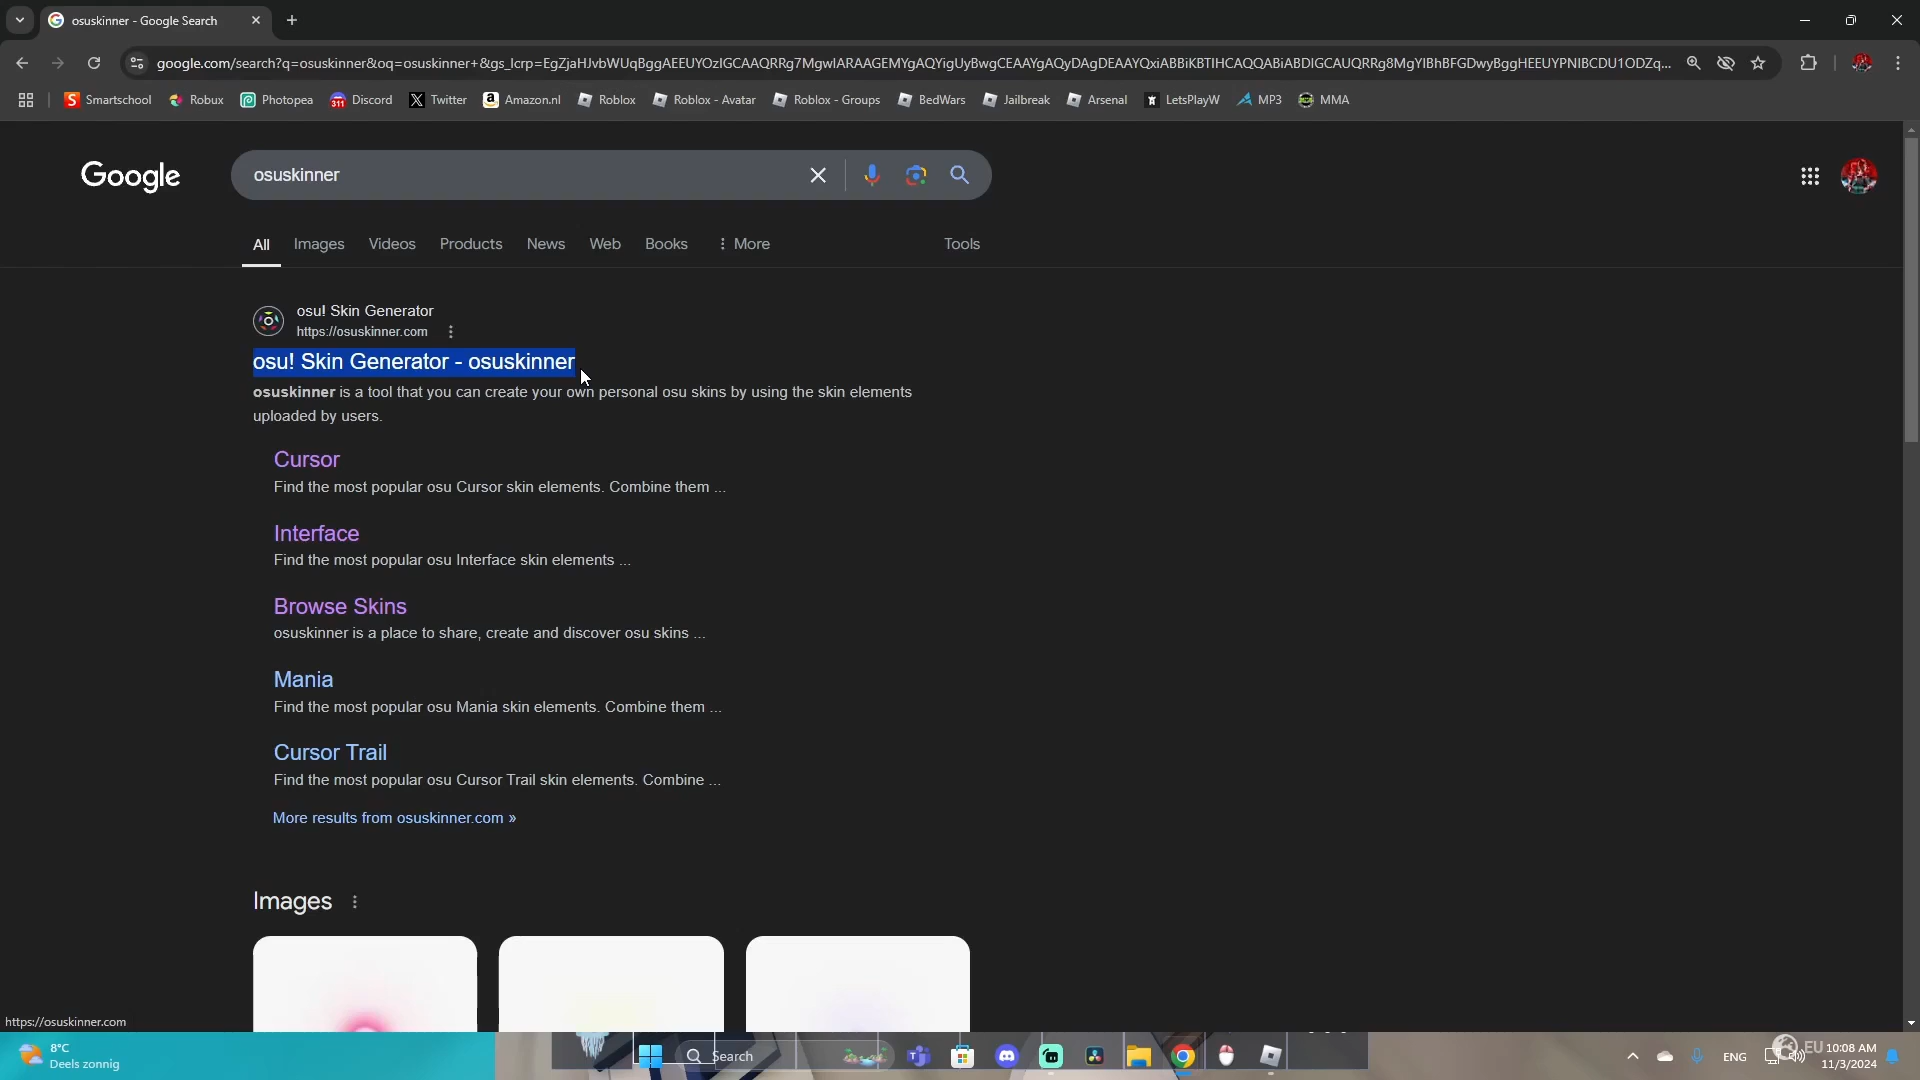 osuskinner - Google Search
google.com/search?q=osuskinner&oq=osuskinner+&gs_lcrp=EgZjaHJvbWUqBggAEEUYOzIGCAAQRRg7MgwIARAAGEMYgAQYigUyBwgCEAAYgAQyDAgDEAAYQxiABBiKBTIHCAQQABiABDIGCAUQRRg8MgYIBhBFGDwyBggHEEUYPNIBCDU1ODZq...
Smartschool Robux Photopea Discord Twitter Amazon.nl Roblox Roblox - Avatar Roblox - Groups BedWars Jailbreak Arsenal LetsPlayW MP3 MMA
Google
osuskinner
All Images Videos Products News Web Books More Tools
osu! Skin Generator
https://osuskinner.com
osu! Skin Generator - osuskinner
osuskinner is a tool that you can create your own personal osu skins by using the skin elements
uploaded by users.
Cursor
Find the most popular osu Cursor skin elements. Combine them ...
Interface
Find the most popular osu Interface skin elements ...
Browse Skins
osuskinner is a place to share, create and discover osu skins ...
Mania
Find the most popular osu Mania skin elements. Combine them ...
Cursor Trail
Find the most popular osu Cursor Trail skin elements. Combine ...
More results from osuskinner.com »
Images
https://osuskinner.com
8°C
Deels zonnig
Search
ENG
EU
10:08 AM
11/3/2024